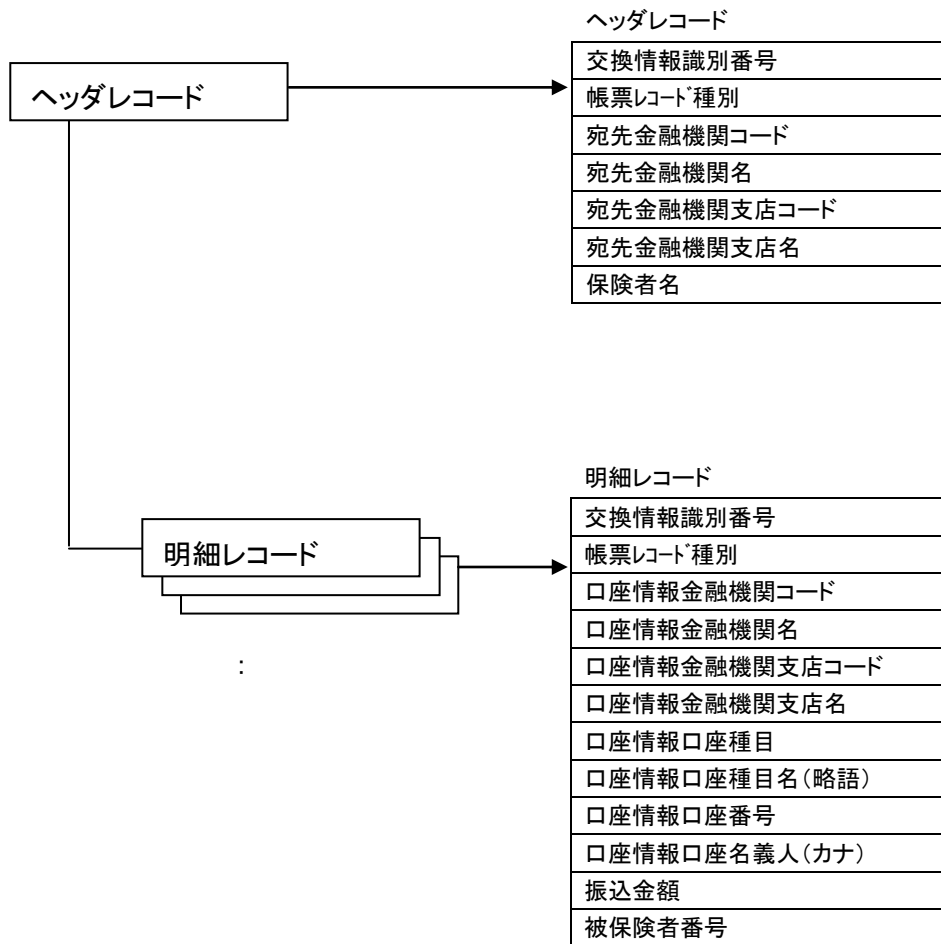 ヘッダレコード
ヘッダレコード
交換情報識別番号
帳票ﾚｺｰﾄﾞ種別
宛先金融機関コード
宛先金融機関名
宛先金融機関支店コード
宛先金融機関支店名
保険者名
明細レコード
明細レコード
:
交換情報識別番号
帳票ﾚｺｰﾄﾞ種別
口座情報金融機関コード
口座情報金融機関名
口座情報金融機関支店コード
口座情報金融機関支店名
口座情報口座種目
口座情報口座種目名(略語)
口座情報口座番号
口座情報口座名義人(カナ)
振込金額
被保険者番号